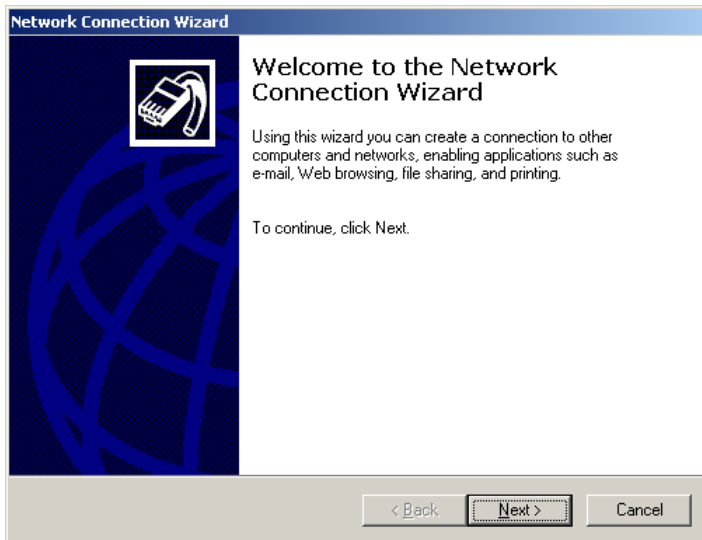 Network Connection Wizard
Welcome to the Network
Connection Wizard
Using this wizard you can create a connection to other
computers and networks, enabling applications such as
e-mail, Web browsing, file sharing, and printing.
To continue, click Next.
< Back
Next >
Cancel